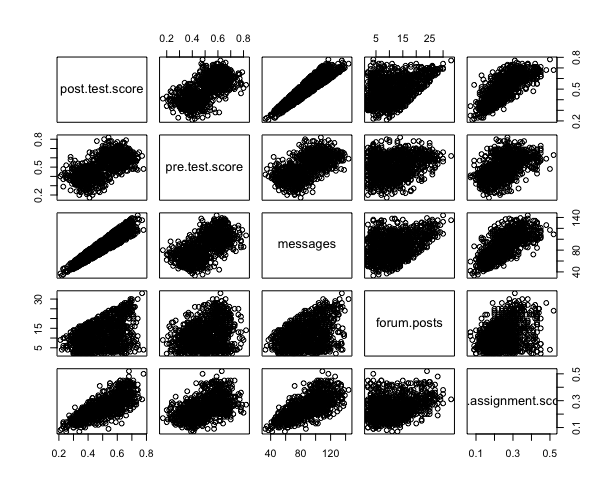 0.2 0.4 0.6 0.8
5 15 25
post.test.score
0.2 0.4 0.6 0.8
0.2 0.5 0.8
pre.test.score
messages
40 80 140
5 15 30
forum.posts
.assignment.sco
0.1 0.3 0.5
0.2 0.4 0.6 0.8
40 80 120
0.1 0.3 0.5